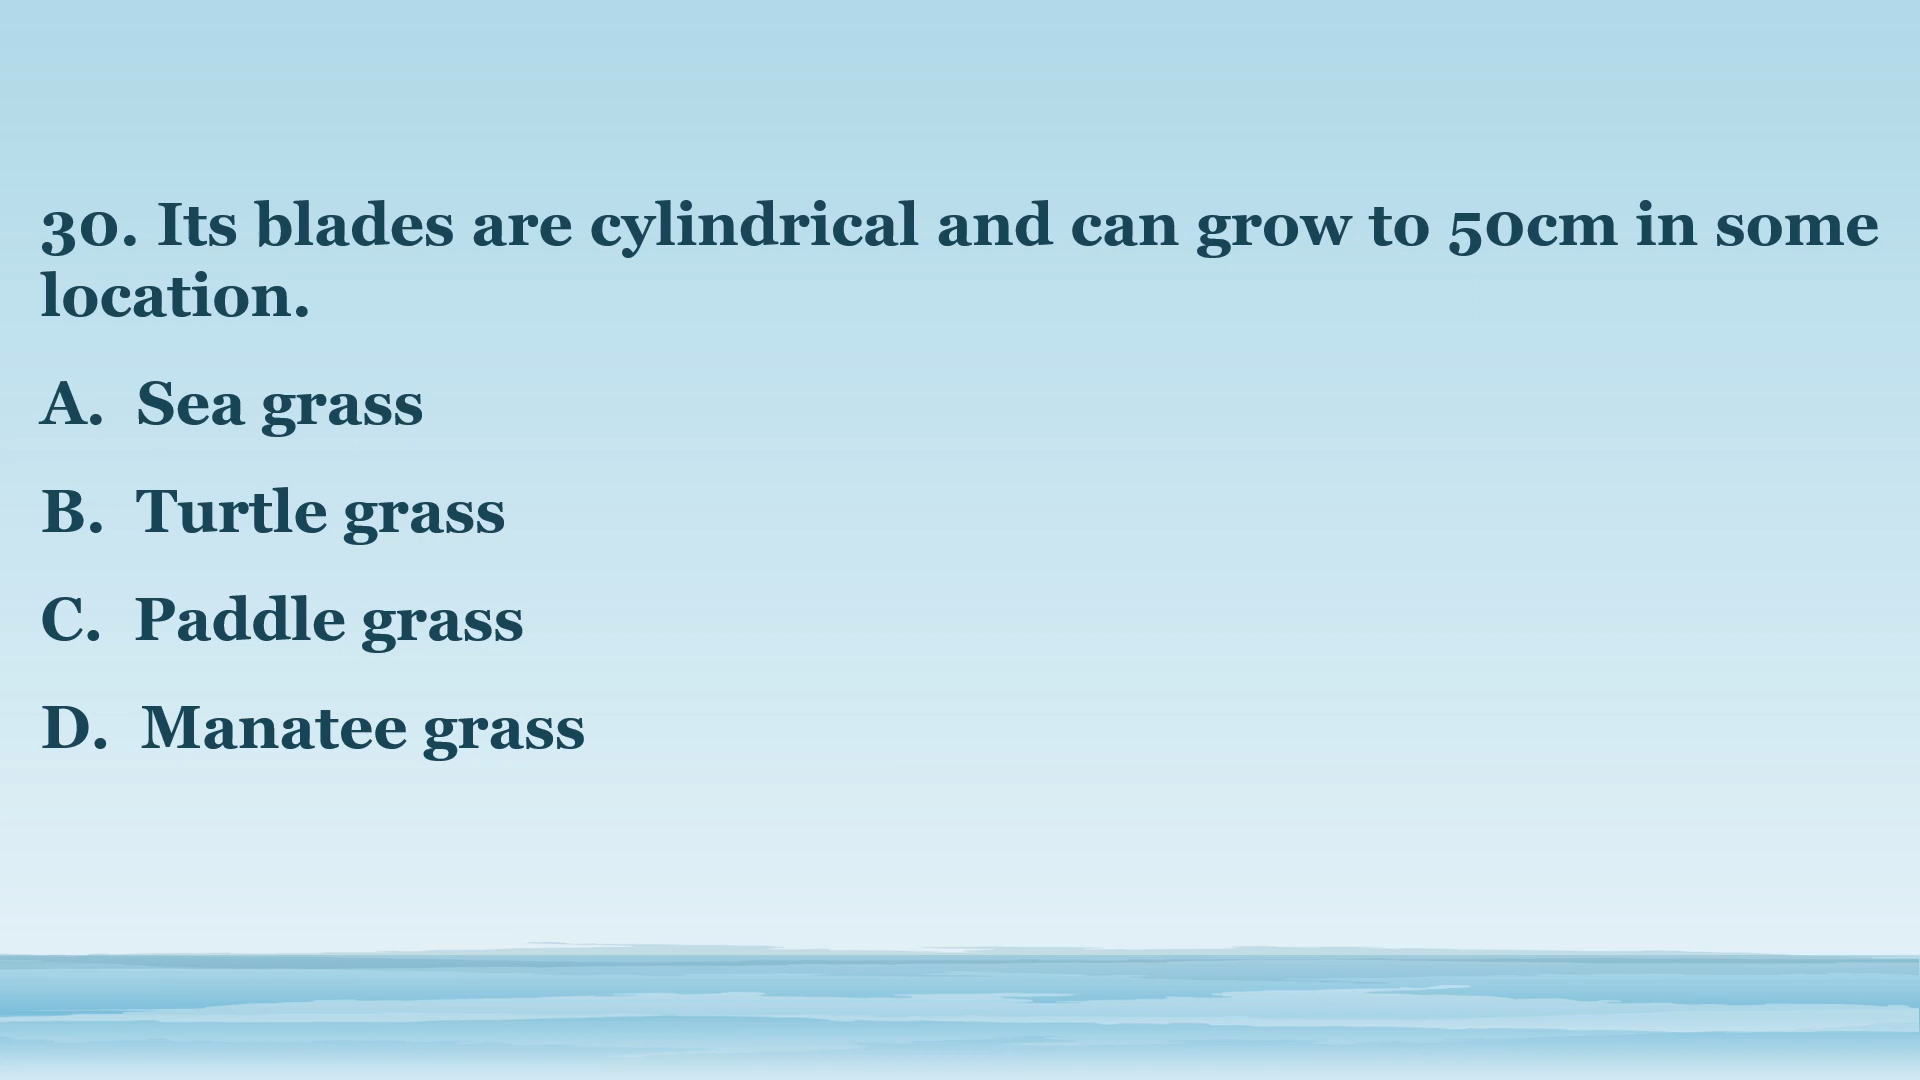 30. Its blades are cylindrical and can grow to 50cm in some
location.
A. Sea grass
B. Turtle grass
C. Paddle grass
D. Manatee grass